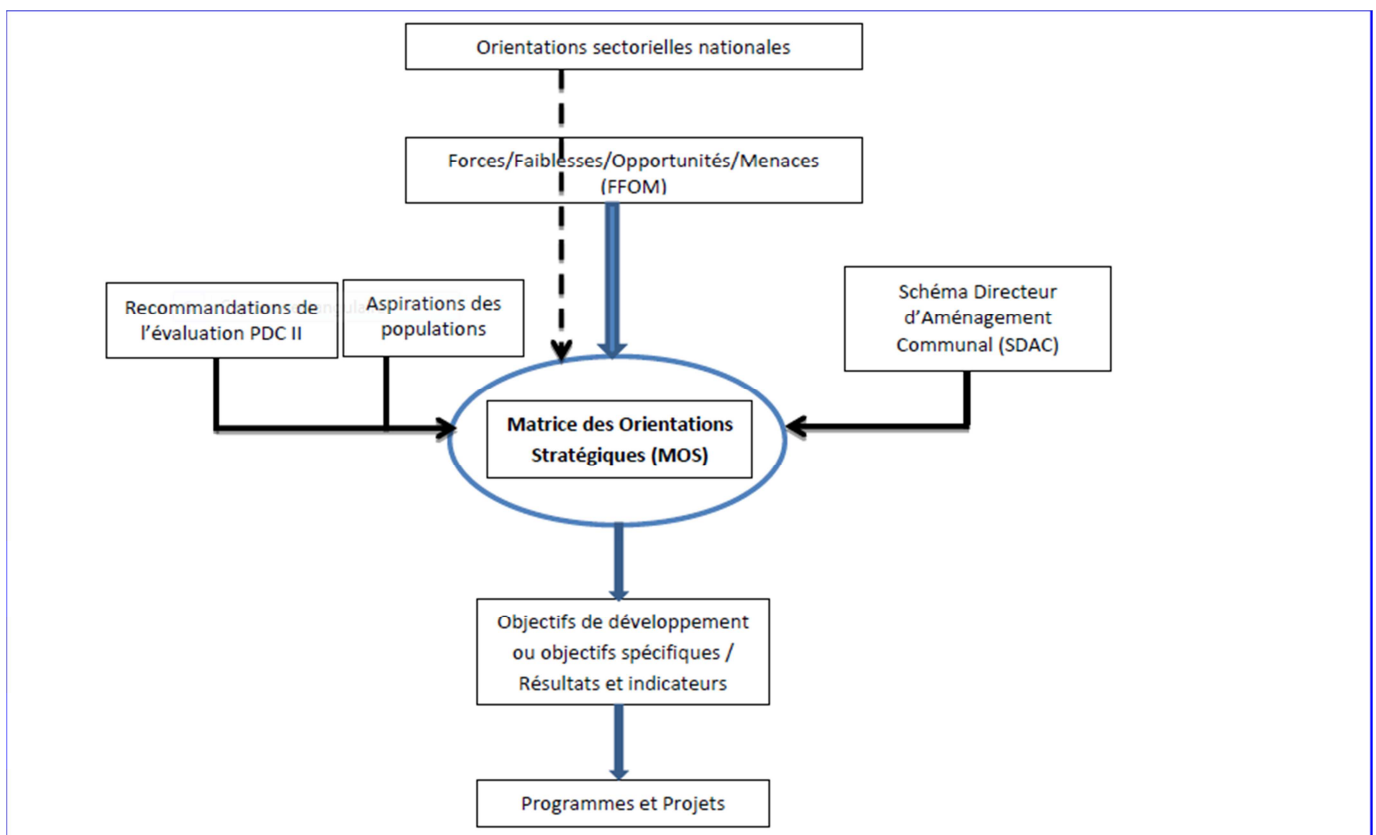 Orientations sectorielles nationales
Forces/Faiblesses/Opportunités/Menaces
(FFOM)
Recommandations de
l'évaluation PDC II
Aspirations des
populations
Schéma Directeur
d'Aménagement
Communal (SDAC)
Matrice des Orientations
Stratégiques (MOS)
Objectifs de développement
ou objectifs spécifiques /
Résultats et indicateurs
Programmes et Projets